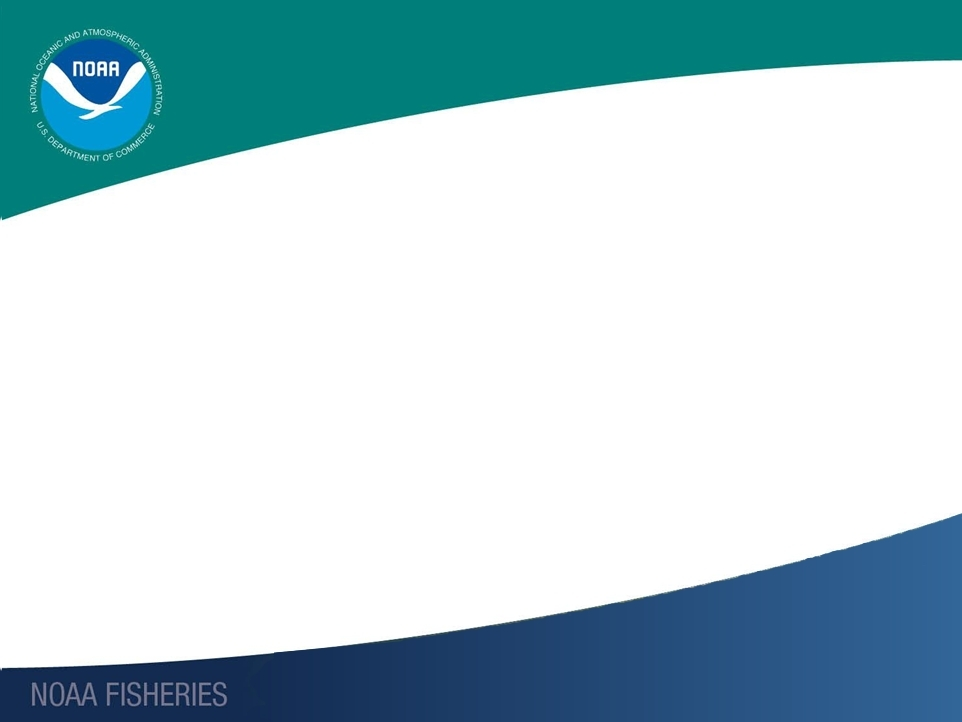 NATIONAL OCEANIC AND ATMOSPHERIC ADMINISTRATION
NOAA
U.S. DEPARTMENT OF COMMERCE
NOAA FISHERIES